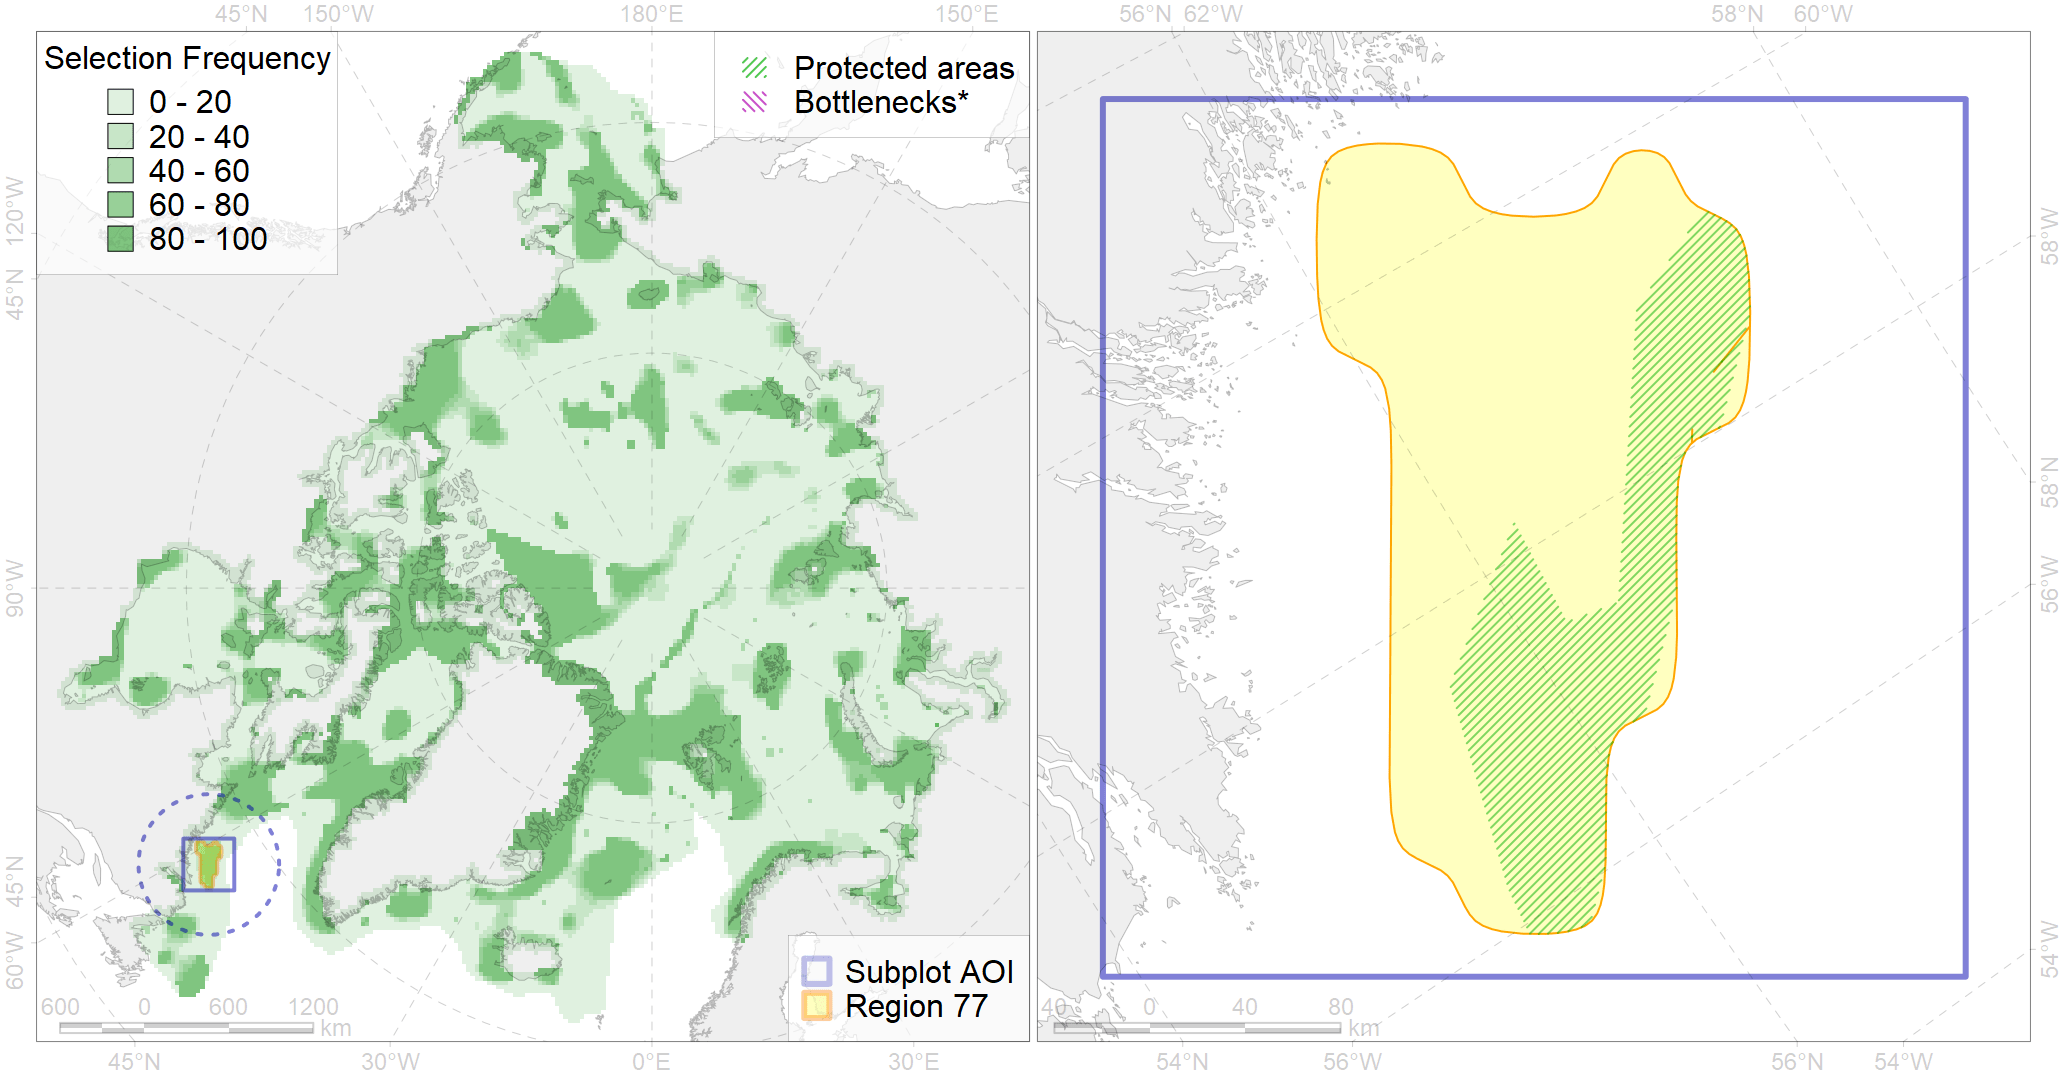 45°N 150°W 180°E 150°E 56°N 62°W 58°N 60°W
Selection Frequency
0 - 20
20 - 40
40 - 60
60 - 80
80 - 100
Protected areas
Bottlenecks*
120°W
45°N
90°W
45°N
60°W
58°W
58°N
56°W
54°W
Subplot AOI
Region 77
600 0 600 1200
km
40 0 40 80
km
45°N 30°W 0°E 30°E 54°N 56°W 56°N 54°W